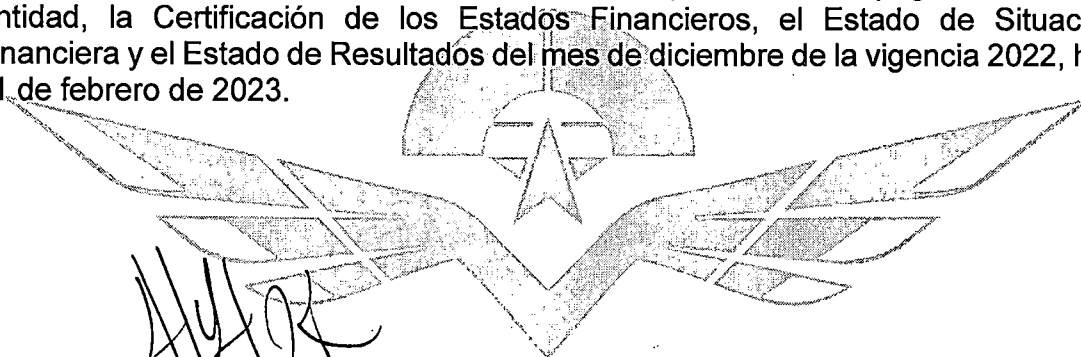 ntidad, la Certificación de los Estados Financieros, el Estado de Situac
nanciera y el Estado de Resultados del mes de diciembre de la vigencia 2022, h
de febrero de 2023.